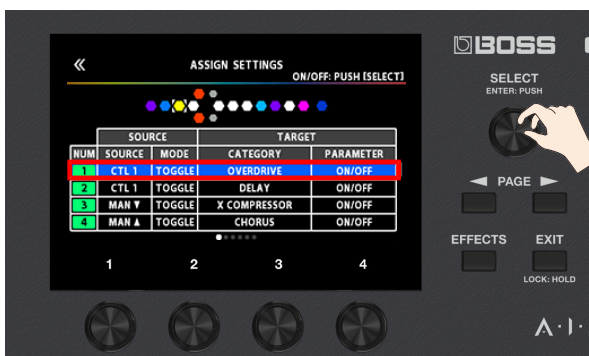 BOSS
«
ASSIGN SETTINGS
ON/OFF: PUSH [SELECT]
SELECT
ENTER: PUSH
SOURCE TARGET
NUM SOURCE MODE CATEGORY PARAMETER
1 CTL 1 TOGGLE OVERDRIVE ON/OFF
2 CTL 1 TOGGLE DELAY ON/OFF
3 MAN ▼ TOGGLE X COMPRESSOR ON/OFF
4 MAN ▲ TOGGLE CHORUS ON/OFF
◀ PAGE ▶
EFFECTS EXIT
1 2 3 4
LOCK: HOLD